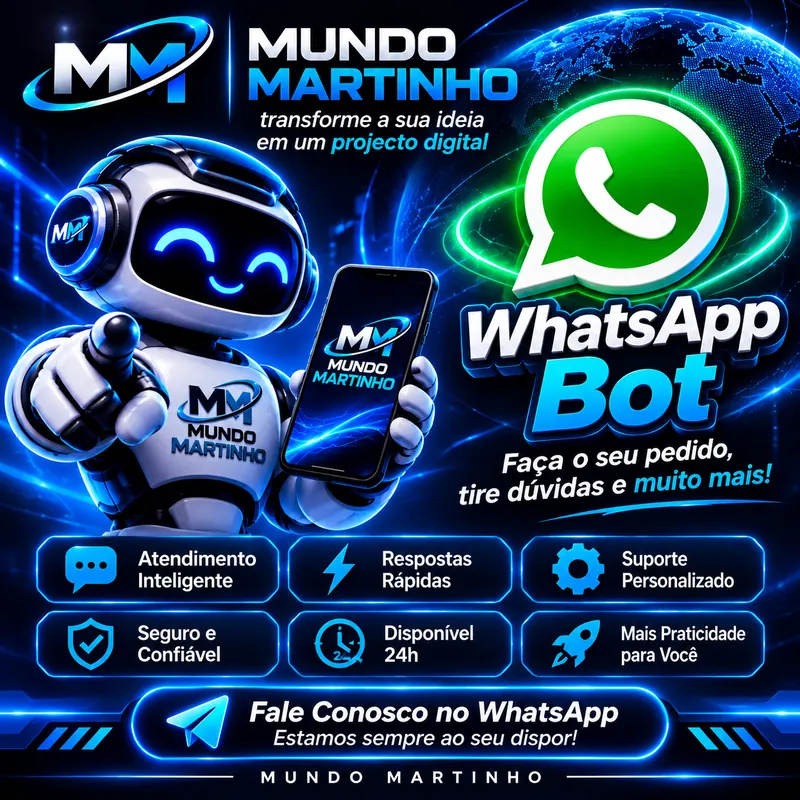 MM
MUNDO
MARTINHO
transforme a sua ideia
em um projecto digital
MM
MM
MUNDO
MARTINHO
MM
MUNDO
MARTINHO
WhatsApp
Bot
Faça o seu pedido,
tire dúvidas e muito mais!
Atendimento
Inteligente
Respostas
Rápidas
Suporte
Personalizado
Seguro e
Confiável
24h
Disponível
24h
Mais Praticidade
para Você
Fale Conosco no WhatsApp
Estamos sempre ao seu dispor!
MUNDO MARTINHO